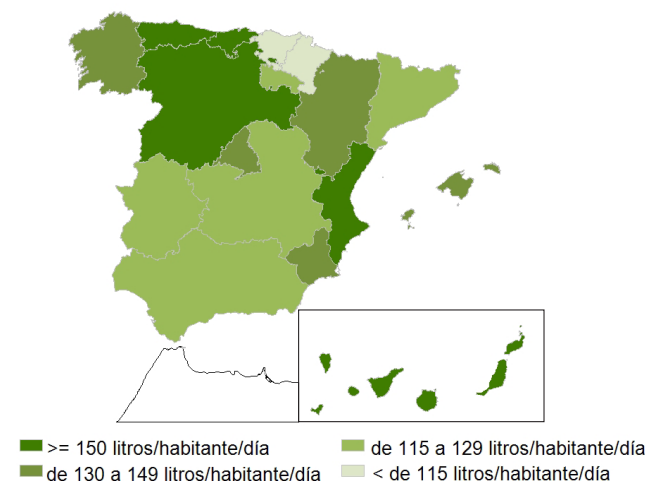 >= 150 litros/habitante/día
de 115 a 129 litros/habitante/día
de 130 a 149 litros/habitante/día
< de 115 litros/habitante/día